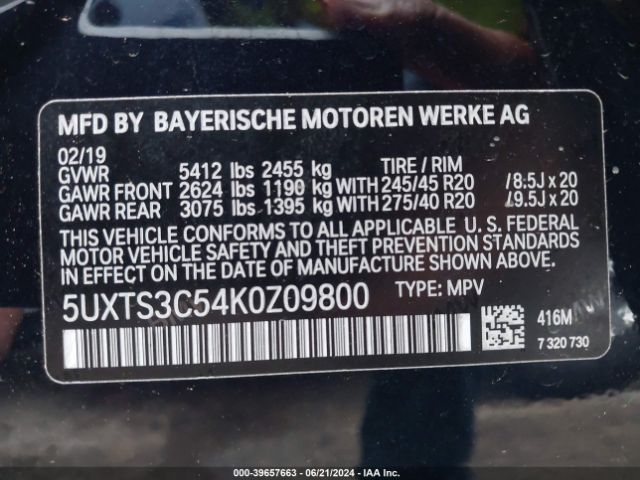 MFD BY BAYERISCHE MOTOREN WERKE AG
02/19
GVWR 5412 lbs 2455 kg TIRE / RIM
GAWR FRONT 2624 lbs 1190 kg WITH 245/45 R20 /8.5J x 20
GAWR REAR 3075 lbs 1395 kg WITH 275/40 R20 /9.5J x 20
THIS VEHICLE CONFORMS TO ALL APPLICABLE U. S. FEDERAL
MOTOR VEHICLE SAFETY AND THEFT PREVENTION STANDARDS
IN EFFECT ON THE DATE OF MANUFACTURE SHOWN ABOVE.
5UXTS3C54K0Z09800 TYPE: MPV
416M
7 320 730
000-39657663 - 06/21/2024 - IAA Inc.